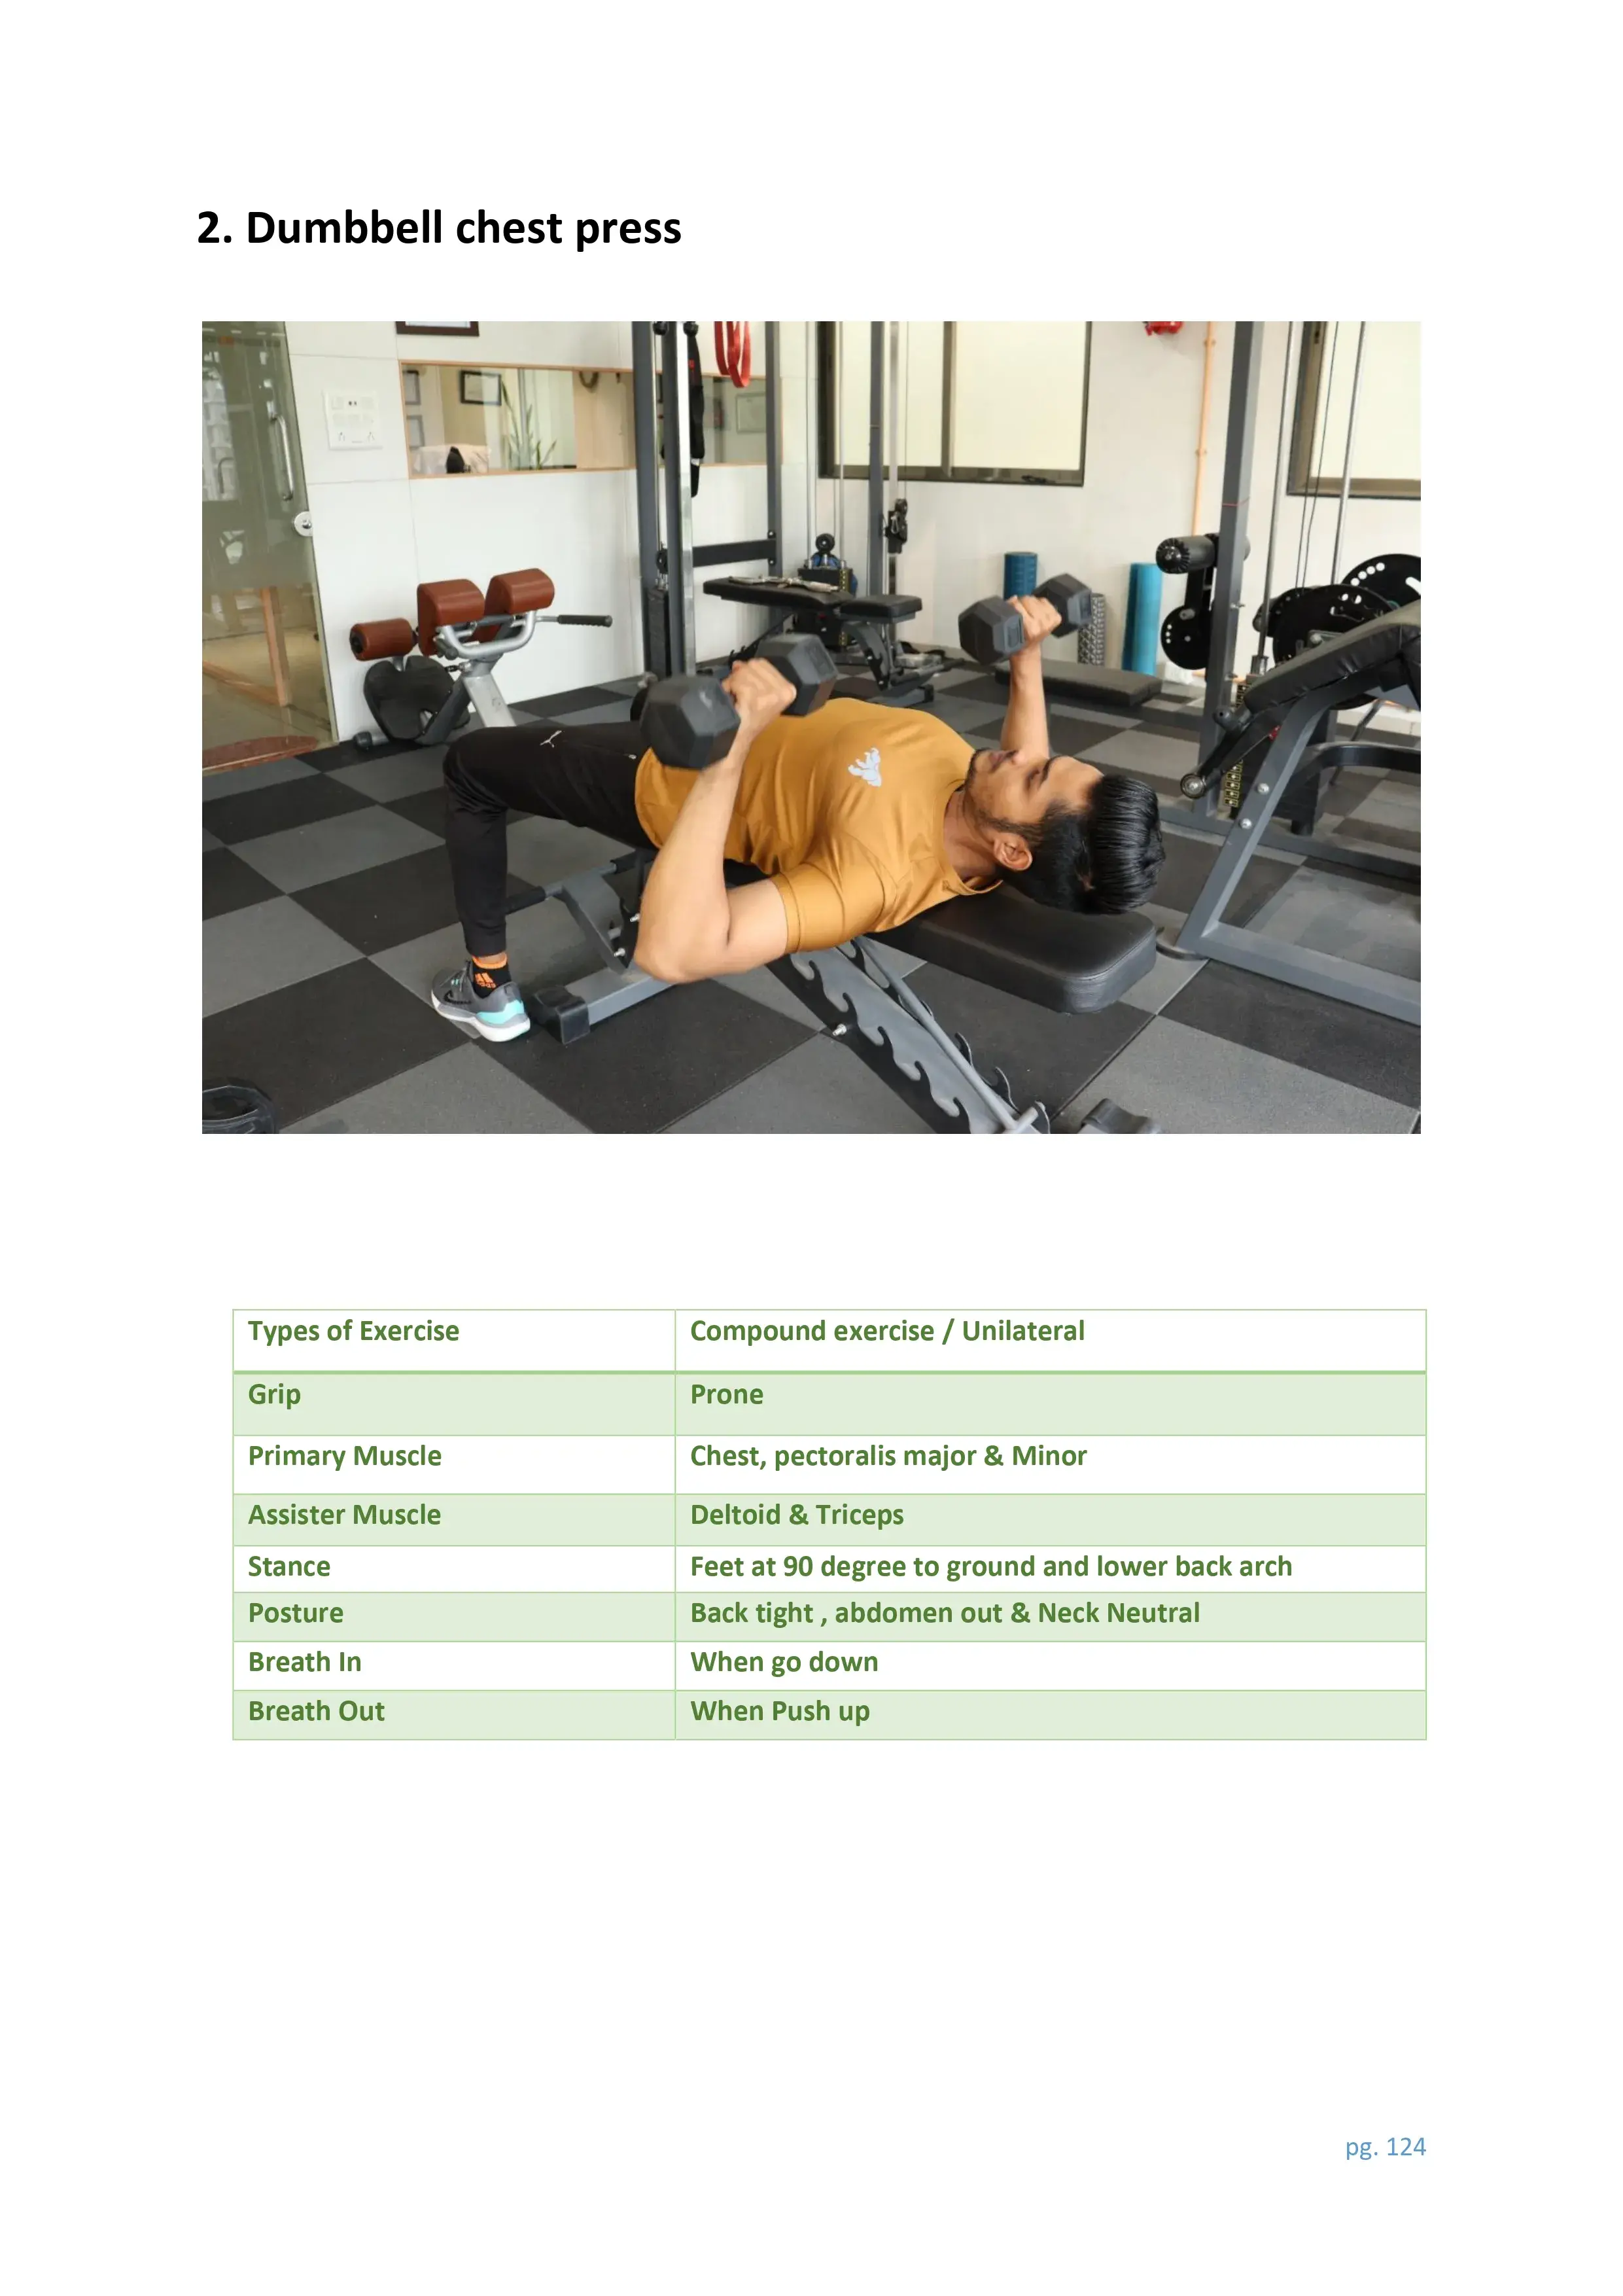 2. Dumbbell chest press
Types of Exercise Compound exercise / Unilateral
Grip Prone
Primary Muscle Chest, pectoralis major & Minor
Assister Muscle Deltoid & Triceps
Stance Feet at 90 degree to ground and lower back arch
Posture Back tight , abdomen out & Neck Neutral
Breath In When go down
Breath Out When Push up
pg. 124